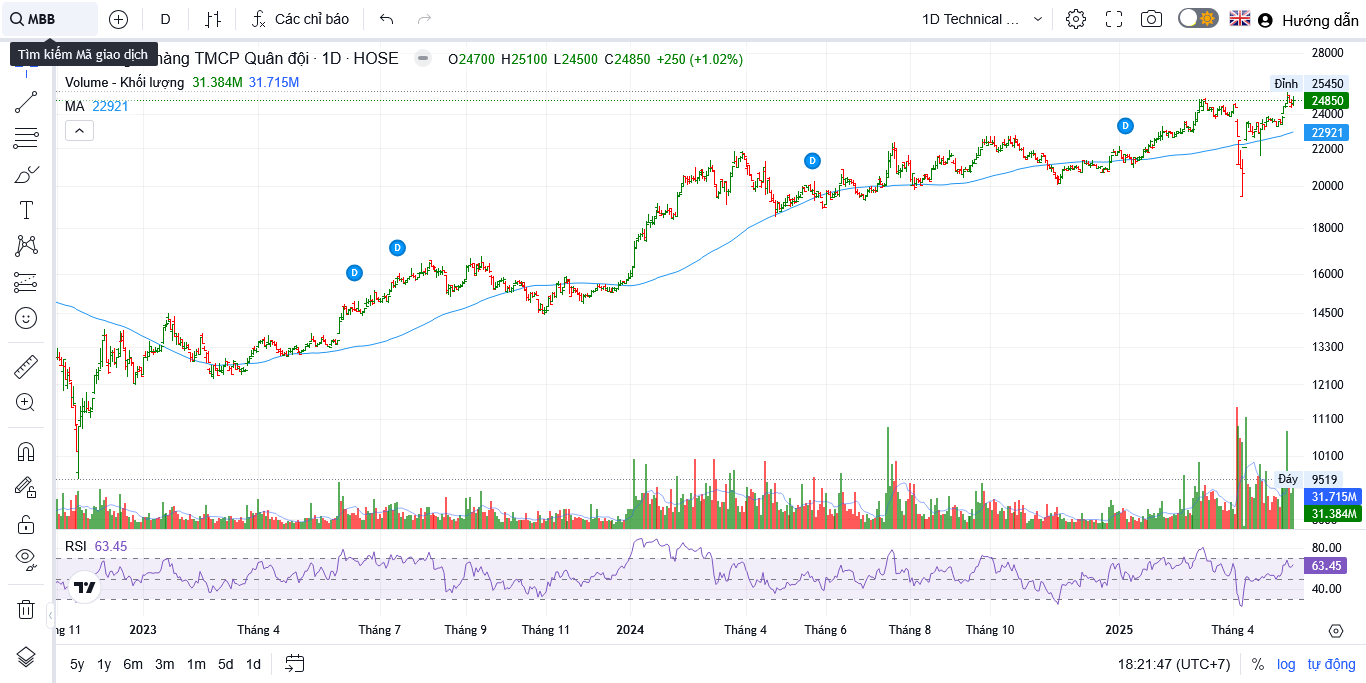 MBB D Các chỉ báo 1D Technical ... Hướng dẫn
Tìm kiếm Mã giao dịch
hàng TMCP Quân đội · 1D · HOSE O24700 H25100 L24500 C24850 +250 (+1.02%)
Volume - Khối lượng 31.384M 31.715M
MA 22921
28000
Đỉnh 25450
24850
24000
22921
22000
20000
18000
16000
14500
13300
12100
11100
10100
Đáy 9519
31.715M
31.384M
D
D
D
D
RSI 63.45
80.00
63.45
40.00
ng 11 2023 Tháng 4 Tháng 7 Tháng 9 Tháng 11 2024 Tháng 4 Tháng 6 Tháng 8 Tháng 10 2025 Tháng 4
5y 1y 6m 3m 1m 5d 1d 18:21:47 (UTC+7) % log tự động